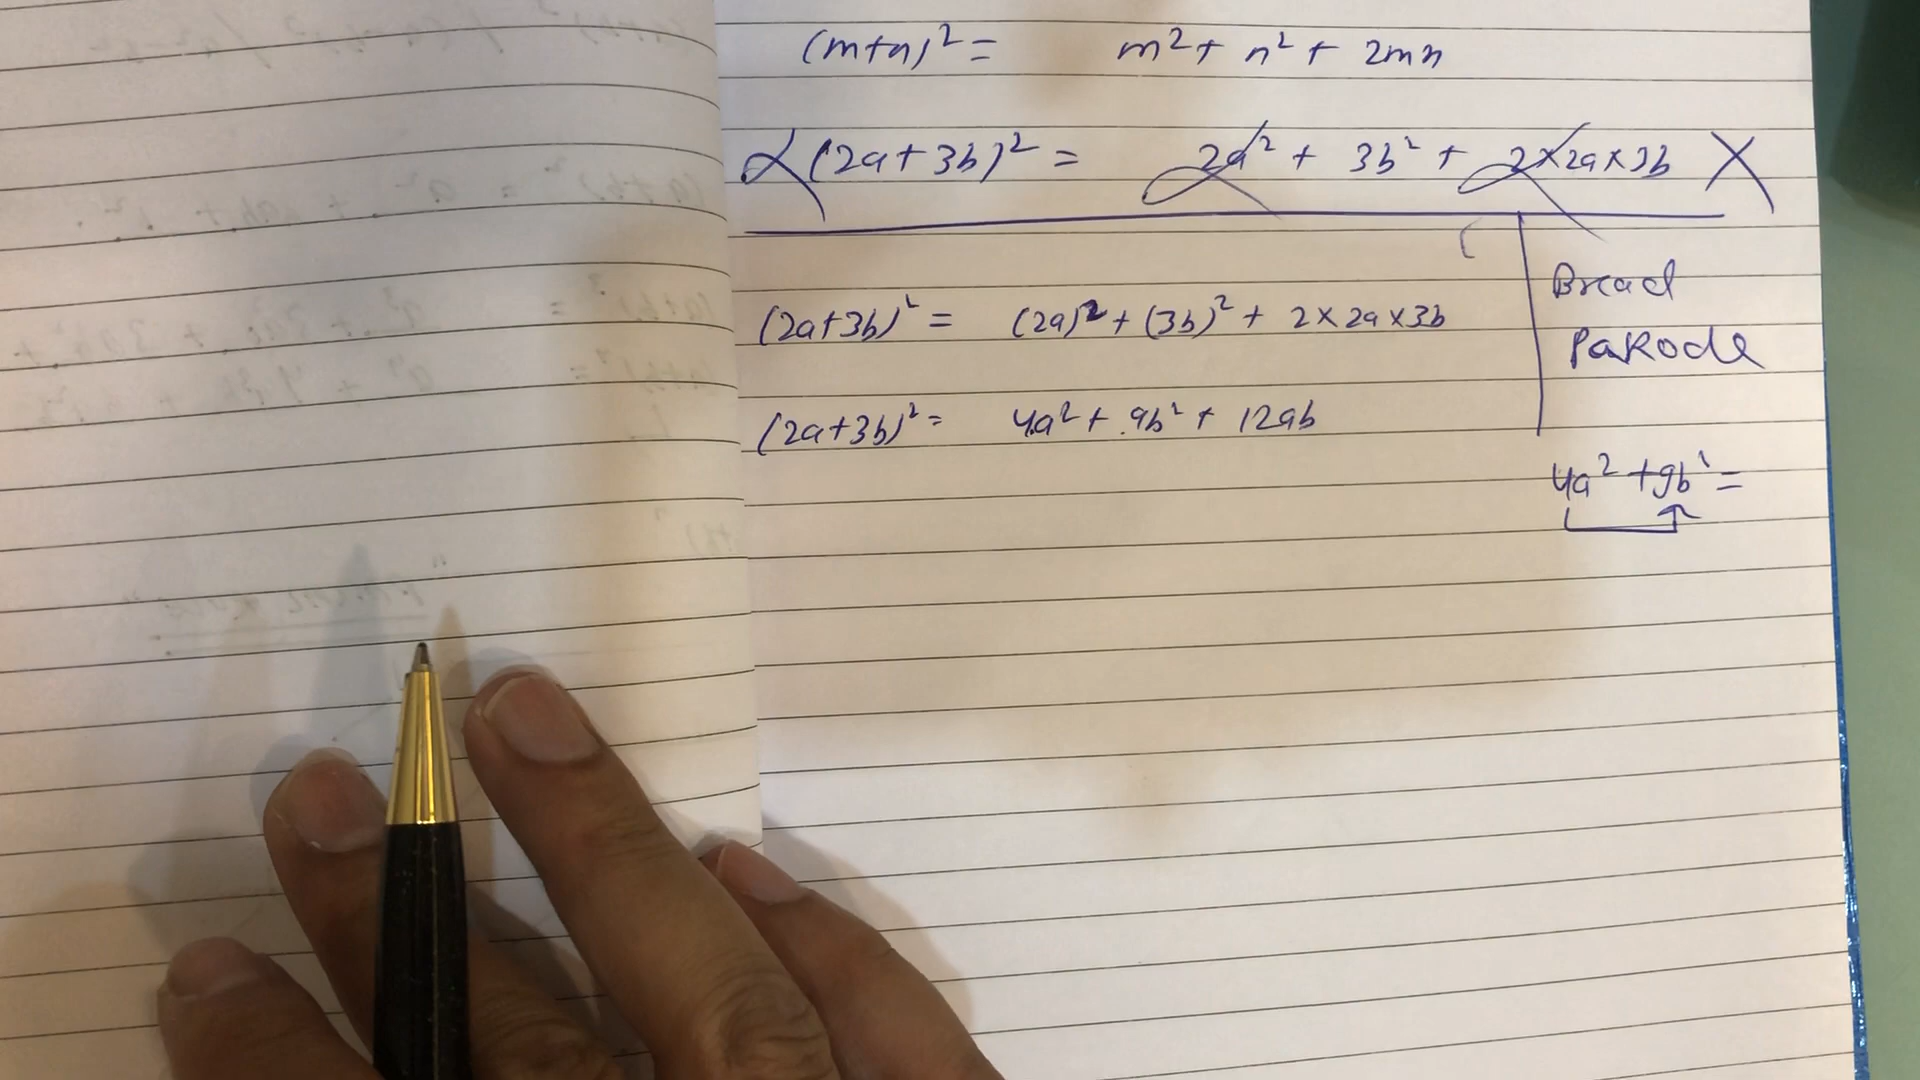 (m+n)² = m² + n² + 2mn
(2a+3b)² = 2a² + 3b² + 2×2a×3b X
(2a+3b)² = (2a)² + (3b)² + 2×2a×3b
(2a+3b)² = 4a² + 9b² + 12ab
Bread
Pakode
4a² + 9b² =